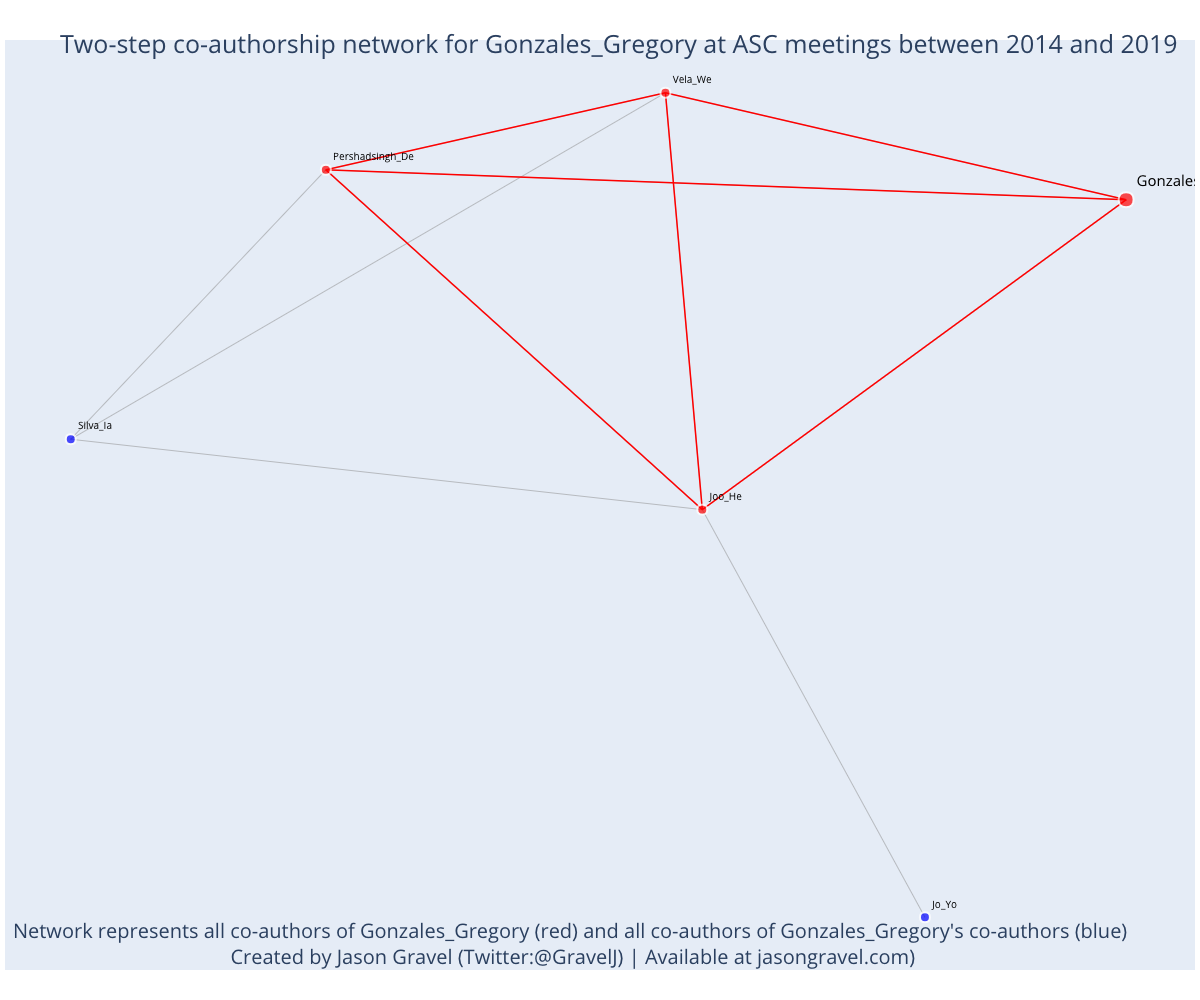 Two-step co-authorship network for Gonzales_Gregory at ASC meetings between 2014 and 2019
Vela_We
Pershadsingh_De
Gonzales
Silva_Ia
Joo_He
Jo_Yo
Network represents all co-authors of Gonzales_Gregory (red) and all co-authors of Gonzales_Gregory's co-authors (blue)
Created by Jason Gravel (Twitter:@GravelJ) | Available at jasongravel.com)